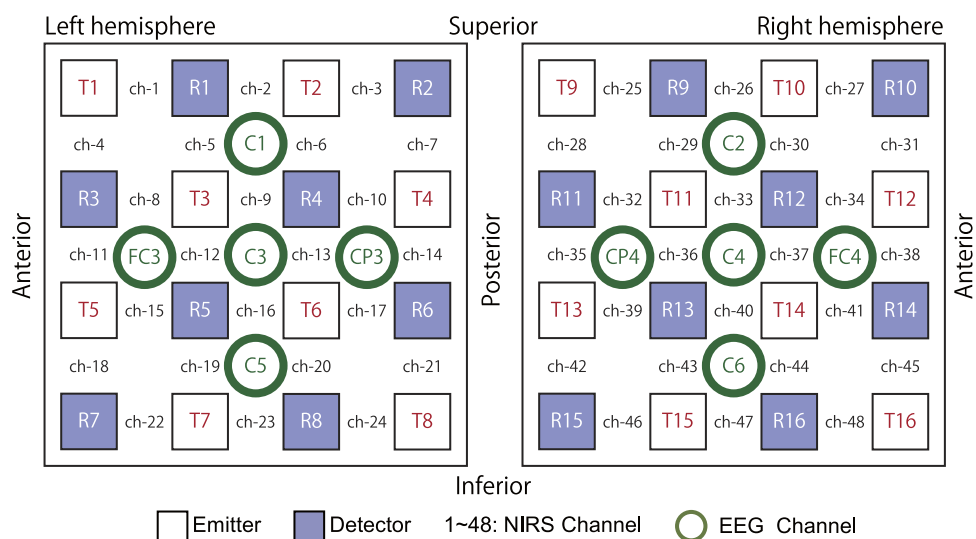 Left hemisphere Superior Right hemisphere
T1 ch-1 R1 ch-2 T2 ch-3 R2 T9 ch-25 R9 ch-26 T10 ch-27 R10
ch-4 ch-5 C1 ch-6 ch-7 ch-28 ch-29 C2 ch-30 ch-31
R3 ch-8 T3 ch-9 R4 ch-10 T4 R11 ch-32 T11 ch-33 R12 ch-34 T12
Anterior ch-11 FC3 ch-12 C3 ch-13 CP3 ch-14 Posterior ch-35 CP4 ch-36 C4 ch-37 FC4 ch-38 Anterior
T5 ch-15 R5 ch-16 T6 ch-17 R6 T13 ch-39 R13 ch-40 T14 ch-41 R14
ch-18 ch-19 C5 ch-20 ch-21 ch-42 ch-43 C6 ch-44 ch-45
R7 ch-22 T7 ch-23 R8 ch-24 T8 R15 ch-46 T15 ch-47 R16 ch-48 T16
Inferior
Emitter Detector 1~48: NIRS Channel EEG Channel